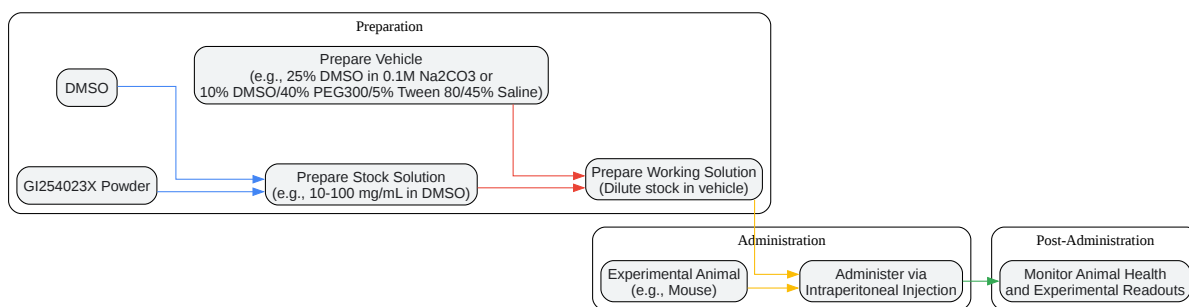 Preparation
Prepare Vehicle
(e.g., 25% DMSO in 0.1M Na2CO3 or
10% DMSO/40% PEG300/5% Tween 80/45% Saline)
DMSO
GI254023X Powder
Prepare Stock Solution
(e.g., 10-100 mg/mL in DMSO)
Prepare Working Solution
(Dilute stock in vehicle)
Administration
Experimental Animal
(e.g., Mouse)
Administer via
Intraperitoneal Injection
Post-Administration
Monitor Animal Health
and Experimental Readouts